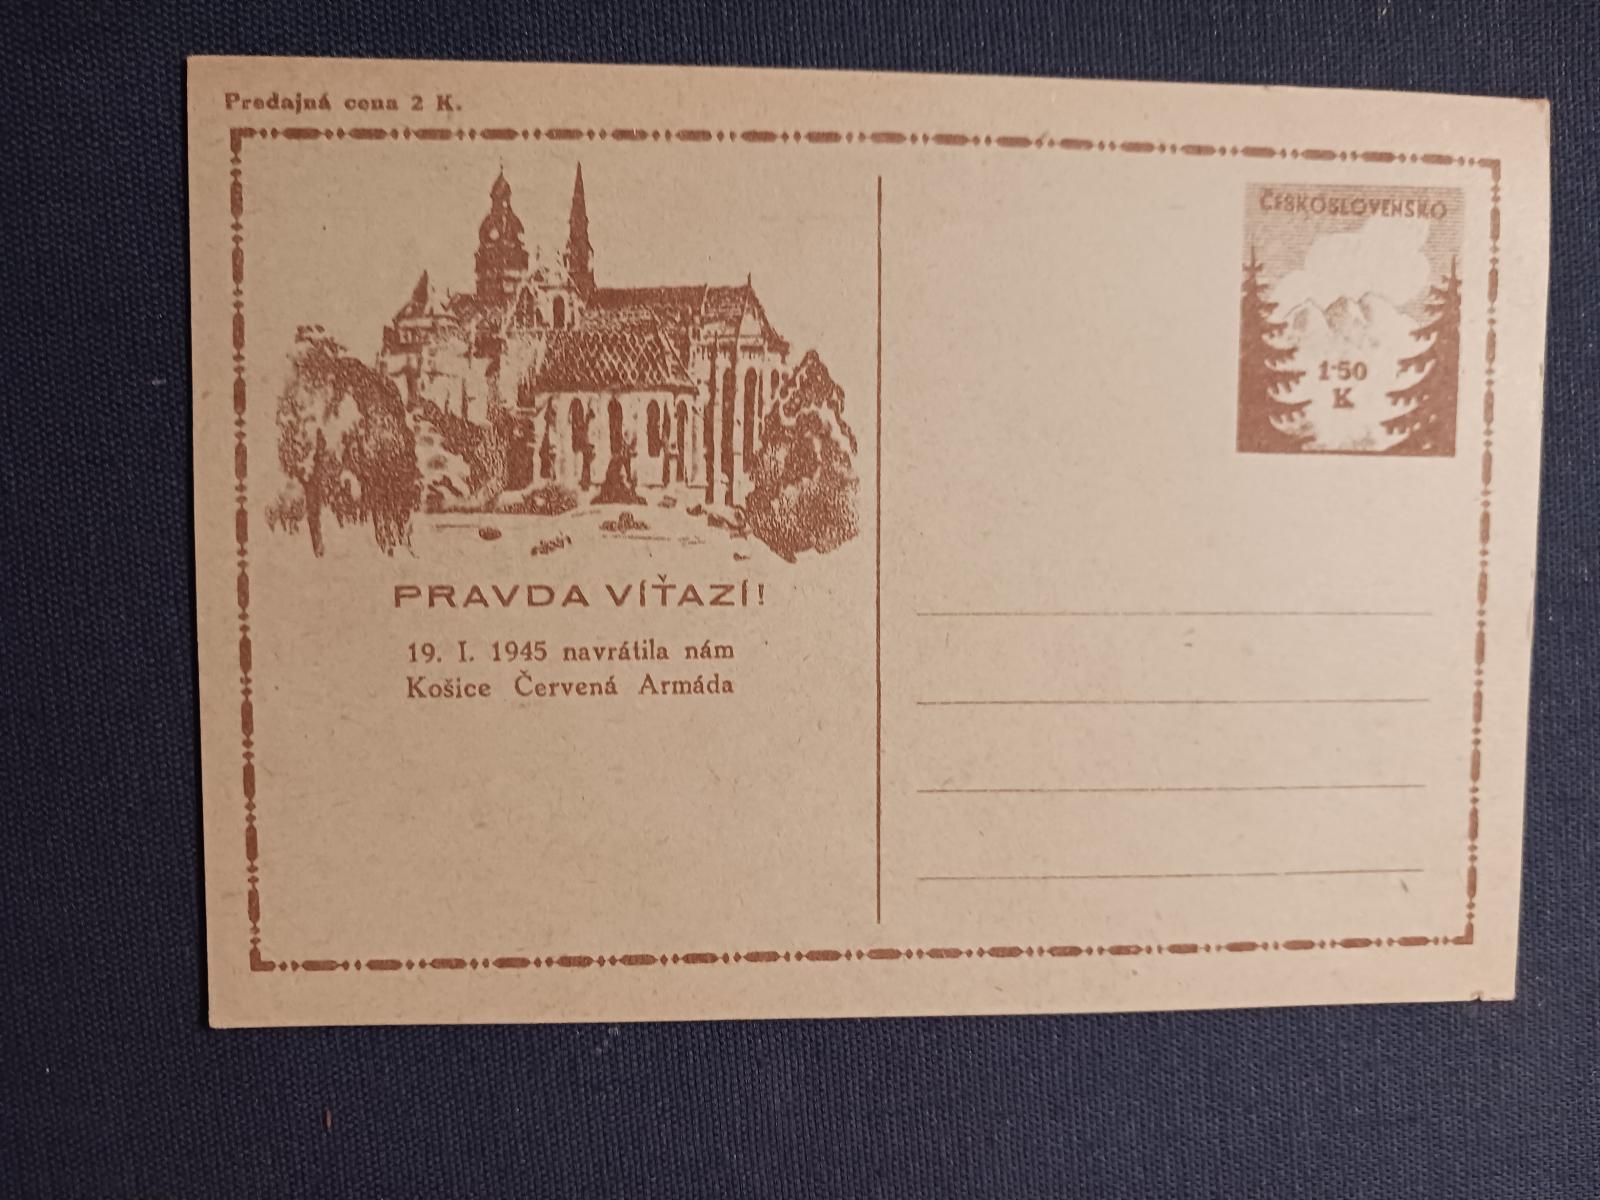 Predajná cena 2 K.
ČESKOSLOVENSKO
1·50
K
PRAVDA VÍŤAZÍ!
19. I. 1945 navrátila nám
Košice Červená Armáda